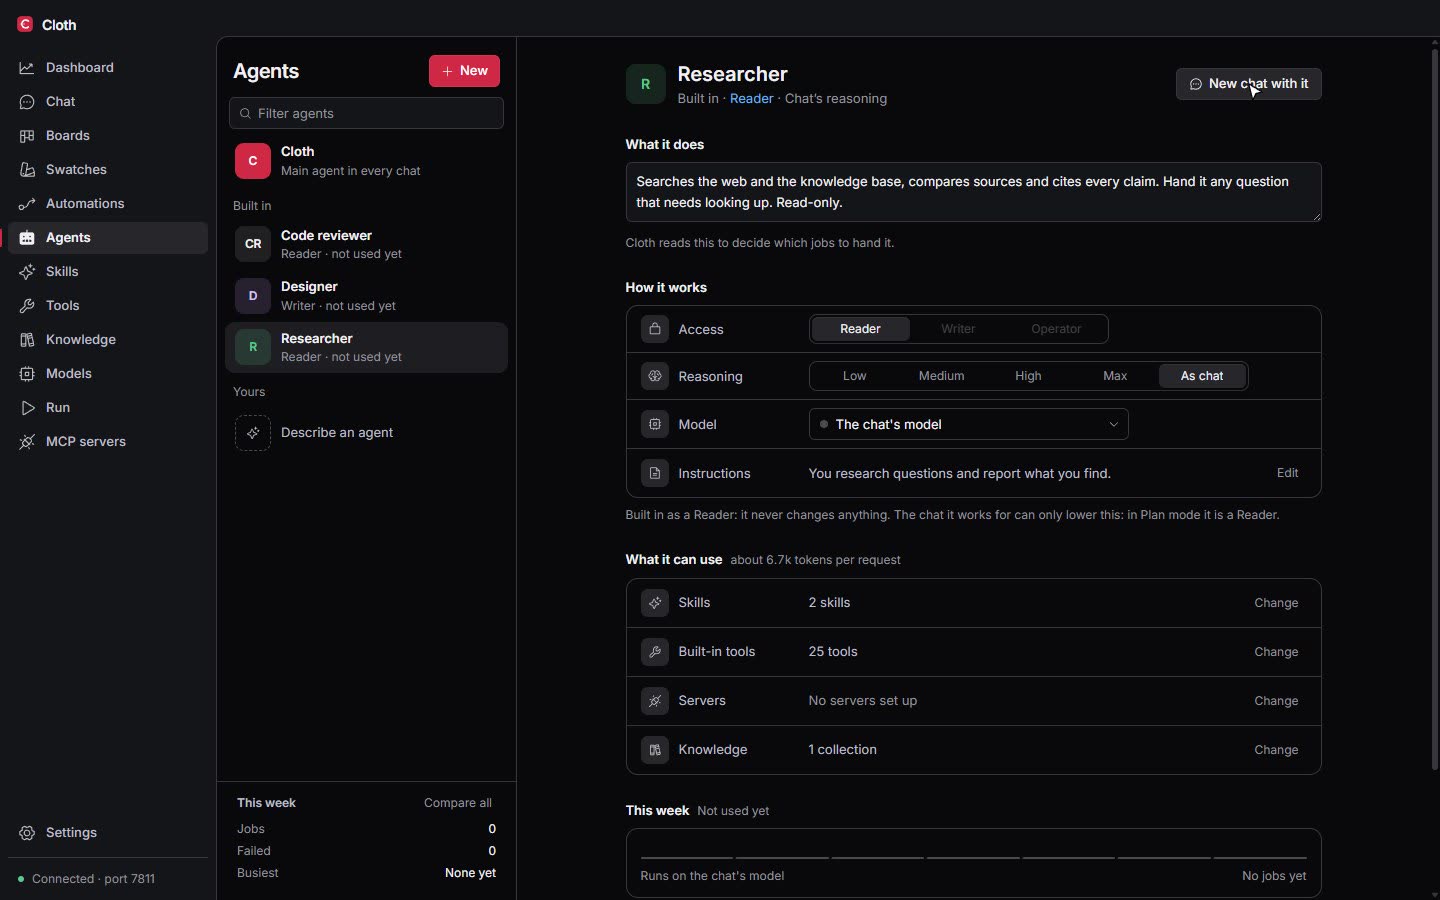 C Cloth
Dashboard
Chat
Boards
Swatches
Automations
Agents
Skills
Tools
Knowledge
Models
Run
MCP servers
Settings
Connected · port 7811
Agents
+ New
Filter agents
C
Cloth
Main agent in every chat
Built in
CR
Code reviewer
Reader · not used yet
D
Designer
Writer · not used yet
R
Researcher
Reader · not used yet
Yours
Describe an agent
This week Compare all
Jobs 0
Failed 0
Busiest None yet
R
Researcher
Built in · Reader · Chat's reasoning
New chat with it
What it does
Searches the web and the knowledge base, compares sources and cites every claim. Hand it any question
that needs looking up. Read-only.
Cloth reads this to decide which jobs to hand it.
How it works
Access Reader Writer Operator
Reasoning Low Medium High Max As chat
Model The chat's model
Instructions You research questions and report what you find. Edit
Built in as a Reader: it never changes anything. The chat it works for can only lower this: in Plan mode it is a Reader.
What it can use about 6.7k tokens per request
Skills 2 skills Change
Built-in tools 25 tools Change
Servers No servers set up Change
Knowledge 1 collection Change
This week Not used yet
Runs on the chat's model No jobs yet